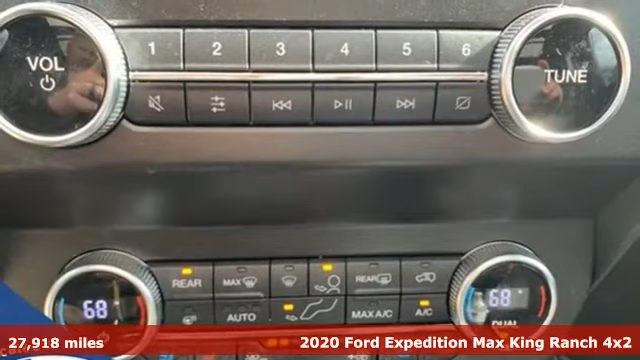 VOL
1 2 3 4 5 6
TUNE
68
REAR
MAX
REAR
68
AUTO
MAX A/C
A/C
DUAL
27,918 miles
2020 Ford Expedition Max King Ranch 4x2